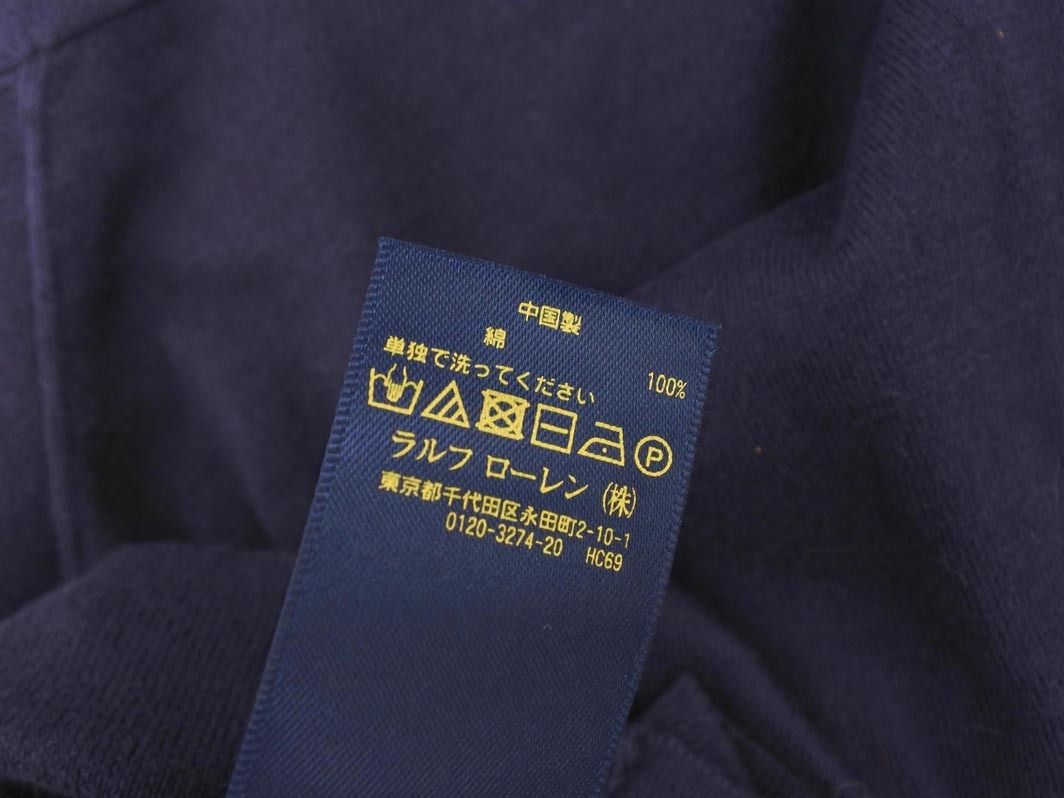 中国製
綿 100%
単独で洗ってください
P
ラルフ ローレン (株)
東京都千代田区永田町2-10-1
0120-3274-20 HC69